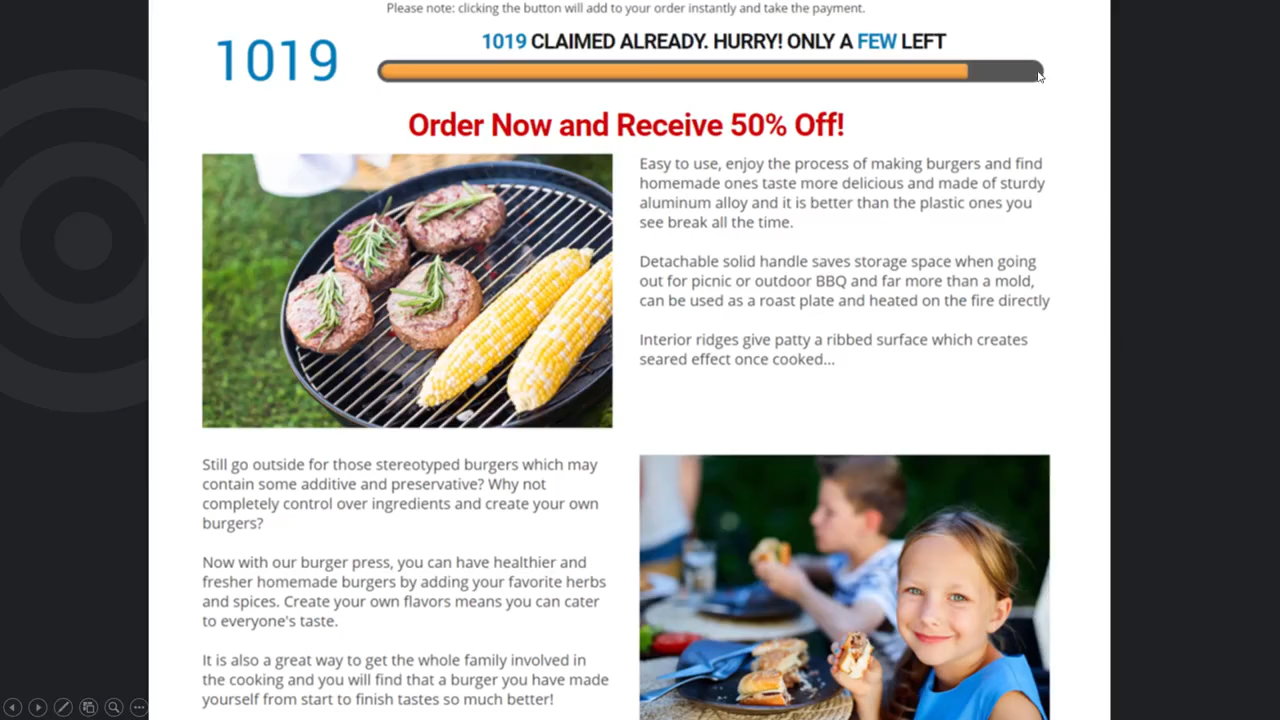 Please note: clicking the button will add to your order instantly and take the payment.
1019
1019 CLAIMED ALREADY. HURRY! ONLY A FEW LEFT
Order Now and Receive 50% Off!
Easy to use, enjoy the process of making burgers and find
homemade ones taste more delicious and made of sturdy
aluminum alloy and it is better than the plastic ones you
see break all the time.
Detachable solid handle saves storage space when going
out for picnic or outdoor BBQ and far more than a mold,
can be used as a roast plate and heated on the fire directly
Interior ridges give patty a ribbed surface which creates
seared effect once cooked...
Still go outside for those stereotyped burgers which may
contain some additive and preservative? Why not
completely control over ingredients and create your own
burgers?
Now with our burger press, you can have healthier and
fresher homemade burgers by adding your favorite herbs
and spices. Create your own flavors means you can cater
to everyone's taste.
It is also a great way to get the whole family involved in
the cooking and you will find that a burger you have made
yourself from start to finish tastes so much better!